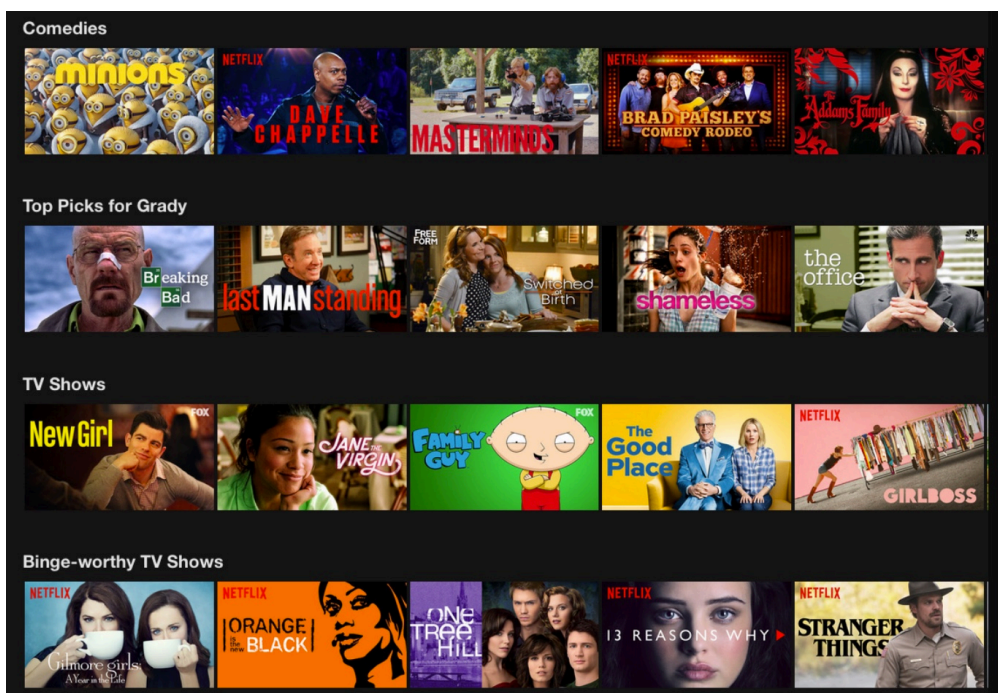 Comedies
minions
NETFLIX
DAVE
CHAPPELLE
MASTERMINDS
NETFLIX
BRAD PAISLEY'S
COMEDY RODEO
The
Addams Family
Top Picks for Grady
Breaking
Bad
last MAN standing
FREE
FORM
Switched
at
Birth
shameless
the
office
NBC
TV Shows
New Girl
FOX
JANE THE
VIRGIN
FAMILY
GUY
FOX
The
Good
Place
NETFLIX
GIRLBOSS
Binge-worthy TV Shows
NETFLIX
Gilmore girls:
A Year in the Life
NETFLIX
ORANGE
is the new BLACK
ONE
TREE
HILL
NETFLIX
13 REASONS WHY
NETFLIX
STRANGER
THINGS